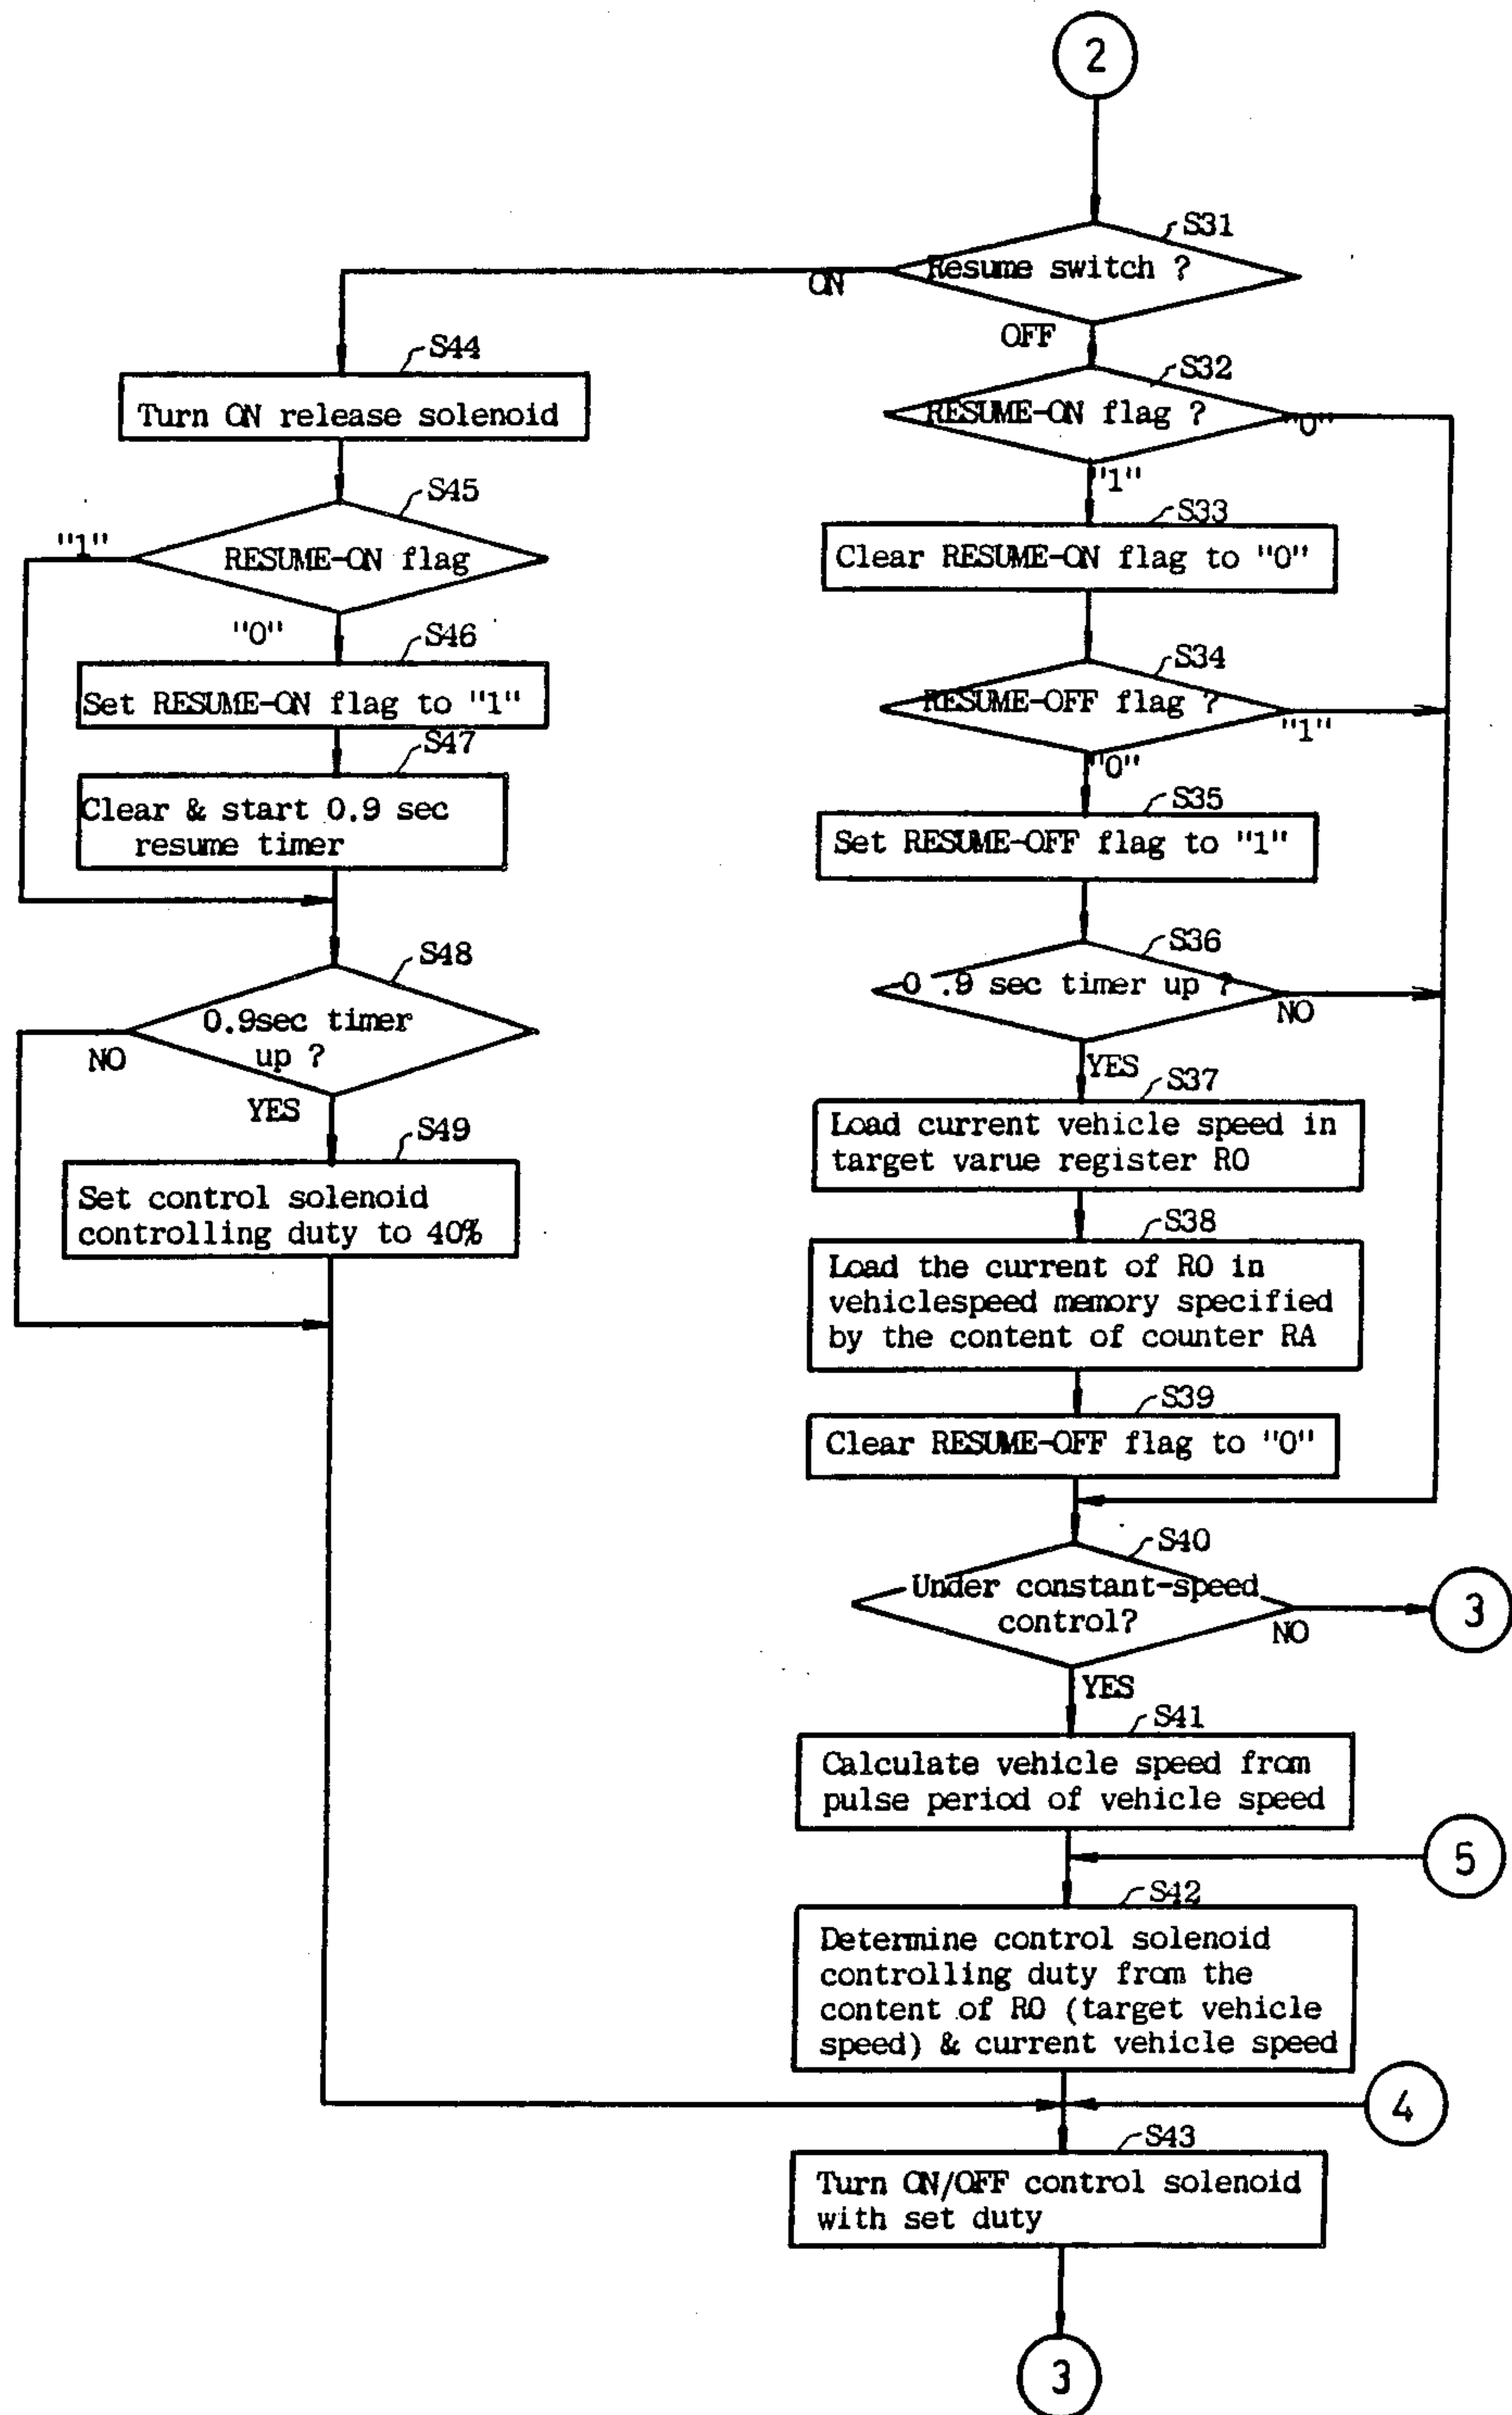 2
S31
Resume switch ?
ON
OFF
S44
Turn ON release solenoid
S32
RESUME-ON flag ?
"0"
"1"
S45
RESUME-ON flag
"1"
"0"
S33
Clear RESUME-ON flag to "0"
S46
Set RESUME-ON flag to "1"
S34
RESUME-OFF flag ?
"1"
"0"
S47
Clear & start 0.9 sec
resume timer
S35
Set RESUME-OFF flag to "1"
S48
0.9sec timer
up ?
NO
YES
S36
0 .9 sec timer up ?
NO
YES
S49
Set control solenoid
controlling duty to 40%
S37
Load current vehicle speed in
target varue register RO
S38
Load the current of RO in
vehiclespeed memory specified
by the content of counter RA
S39
Clear RESUME-OFF flag to "0"
S40
Under constant-speed
control?
NO
3
YES
S41
Calculate vehicle speed from
pulse period of vehicle speed
5
S42
Determine control solenoid
controlling duty from the
content of RO (target vehicle
speed) & current vehicle speed
4
S43
Turn ON/OFF control solenoid
with set duty
3